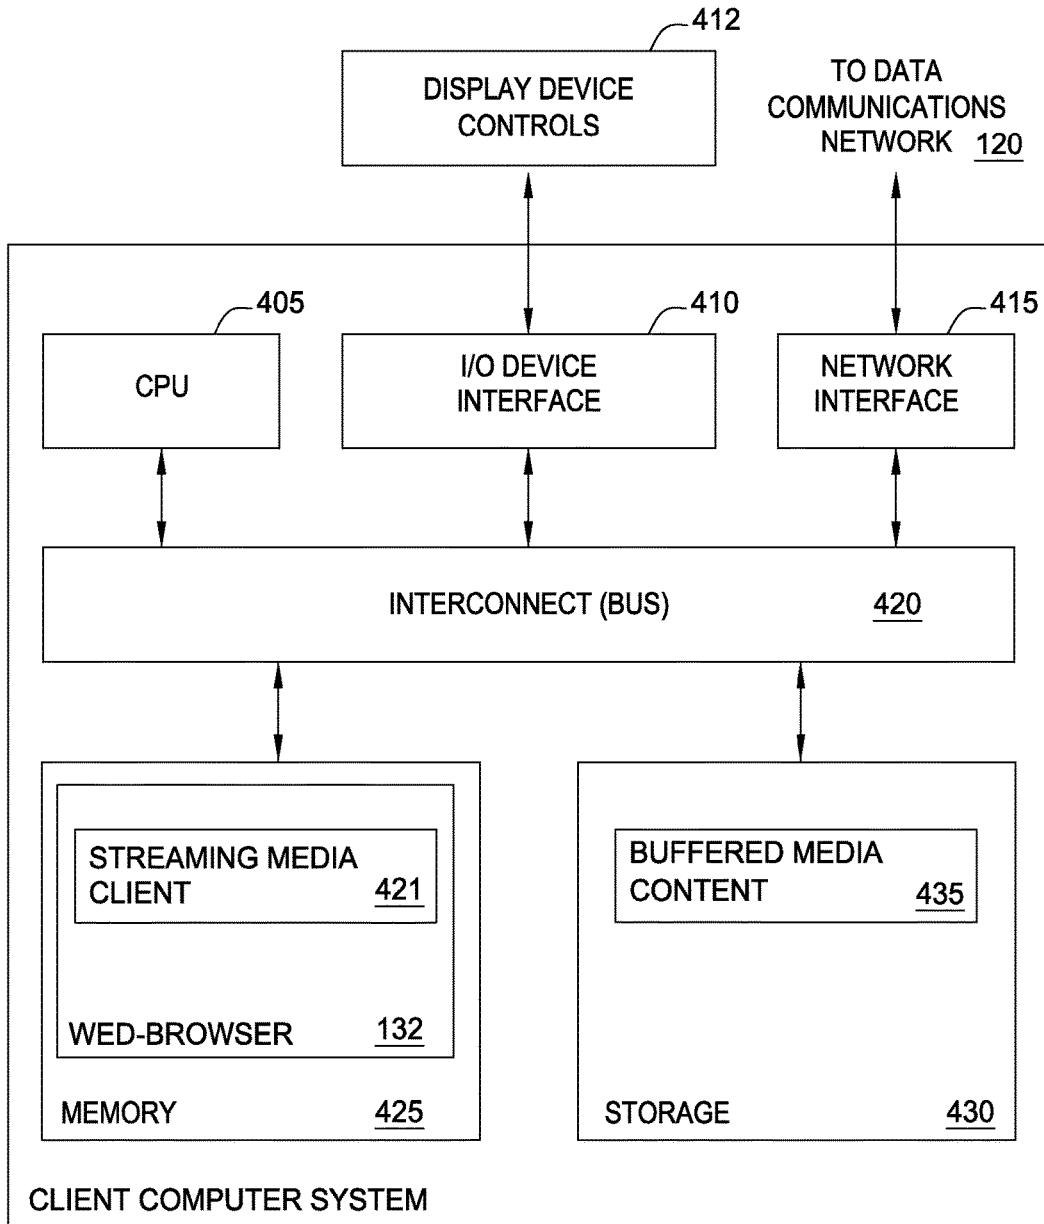 412
DISPLAY DEVICE
CONTROLS
TO DATA
COMMUNICATIONS
NETWORK 120
405
CPU
410
I/O DEVICE
INTERFACE
415
NETWORK
INTERFACE
INTERCONNECT (BUS) 420
STREAMING MEDIA
CLIENT 421
WED-BROWSER 132
MEMORY 425
BUFFERED MEDIA
CONTENT 435
STORAGE 430
CLIENT COMPUTER SYSTEM